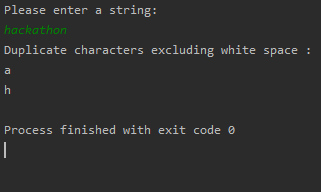 Please enter a string:
hackathon
Duplicate characters excluding white space :
a
h
Process finished with exit code 0